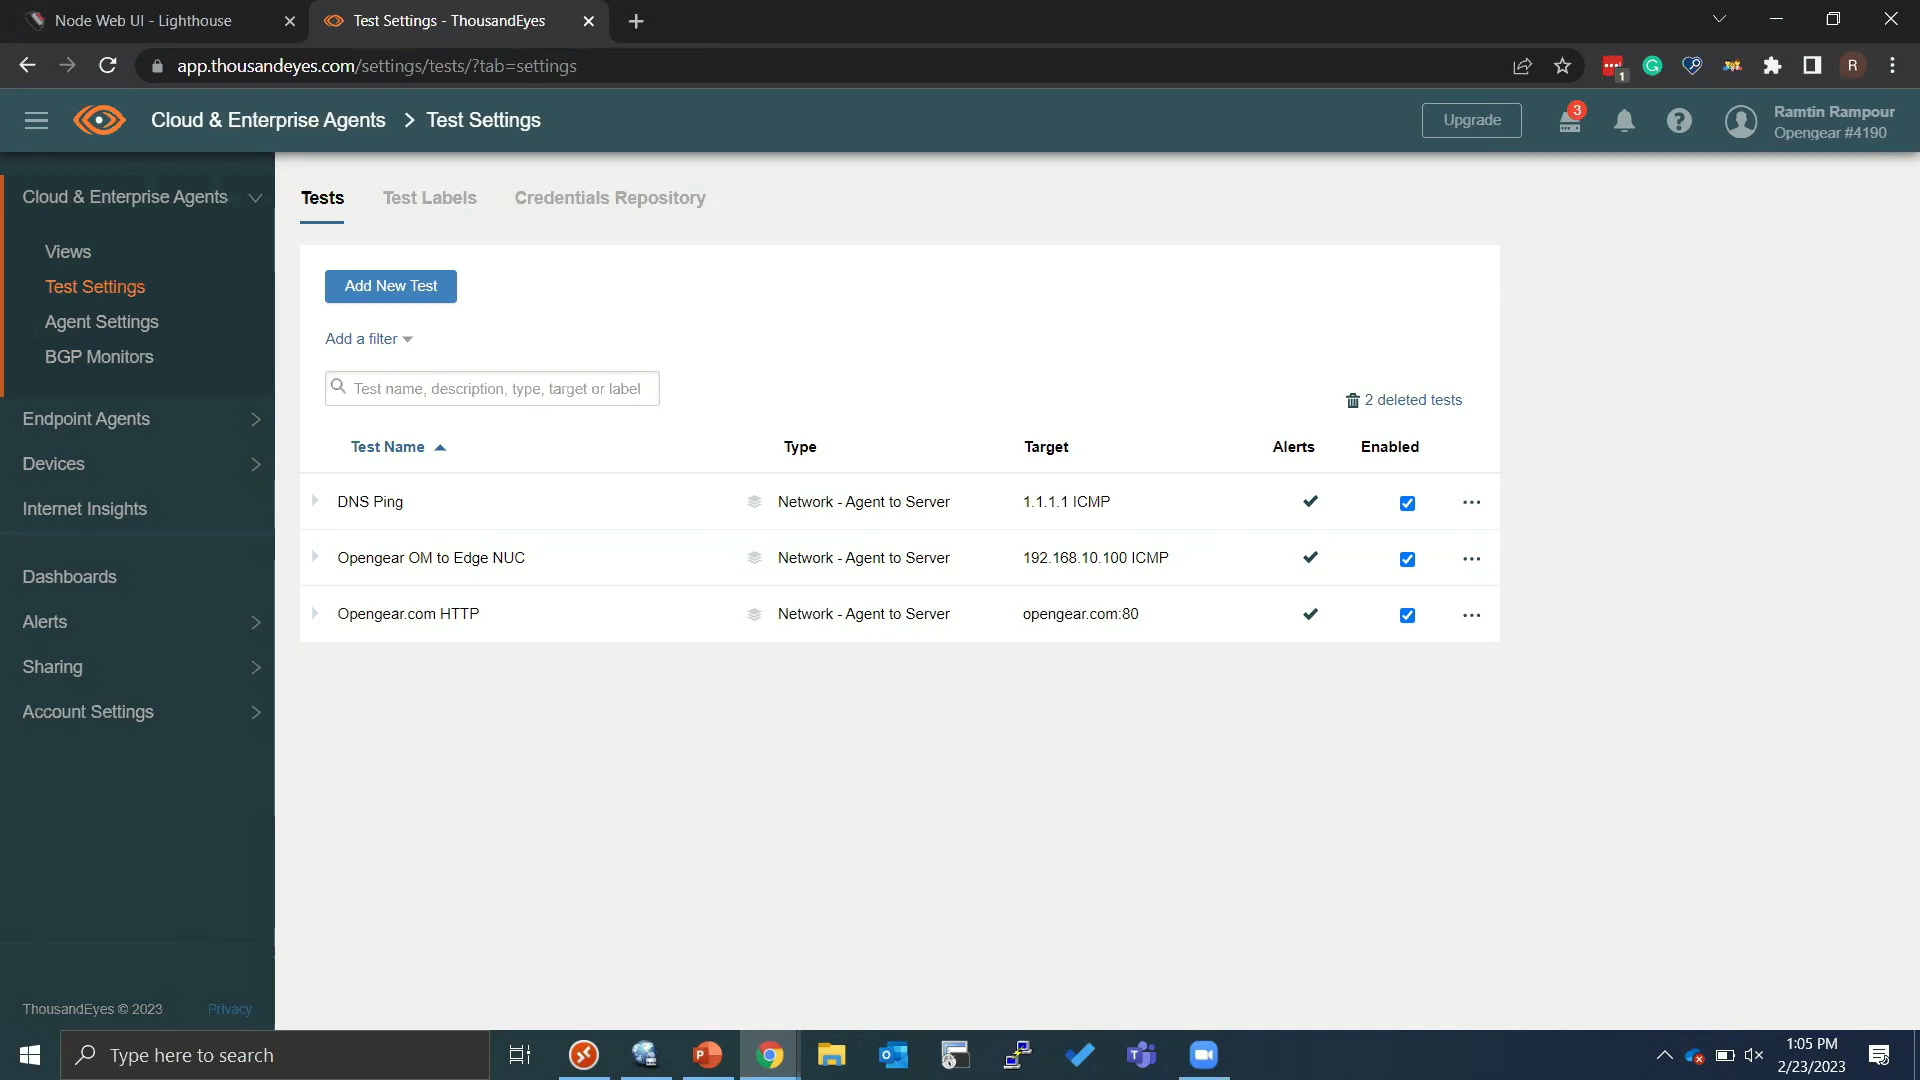 Node Web UI - Lighthouse
Test Settings - ThousandEyes
app.thousandeyes.com/settings/tests/?tab=settings
1
R
Cloud & Enterprise Agents > Test Settings
Upgrade
3
Ramtin Rampour
Opengear #4190
Cloud & Enterprise Agents
Views
Test Settings
Agent Settings
BGP Monitors
Endpoint Agents
Devices
Internet Insights
Dashboards
Alerts
Sharing
Account Settings
ThousandEyes © 2023
Privacy
Tests
Test Labels
Credentials Repository
Add New Test
Add a filter
Test name, description, type, target or label
2 deleted tests
Test Name Type Target Alerts Enabled
DNS Ping Network - Agent to Server 1.1.1.1 ICMP
Opengear OM to Edge NUC Network - Agent to Server 192.168.10.100 ICMP
Opengear.com HTTP Network - Agent to Server opengear.com:80
Type here to search
1:05 PM
2/23/2023